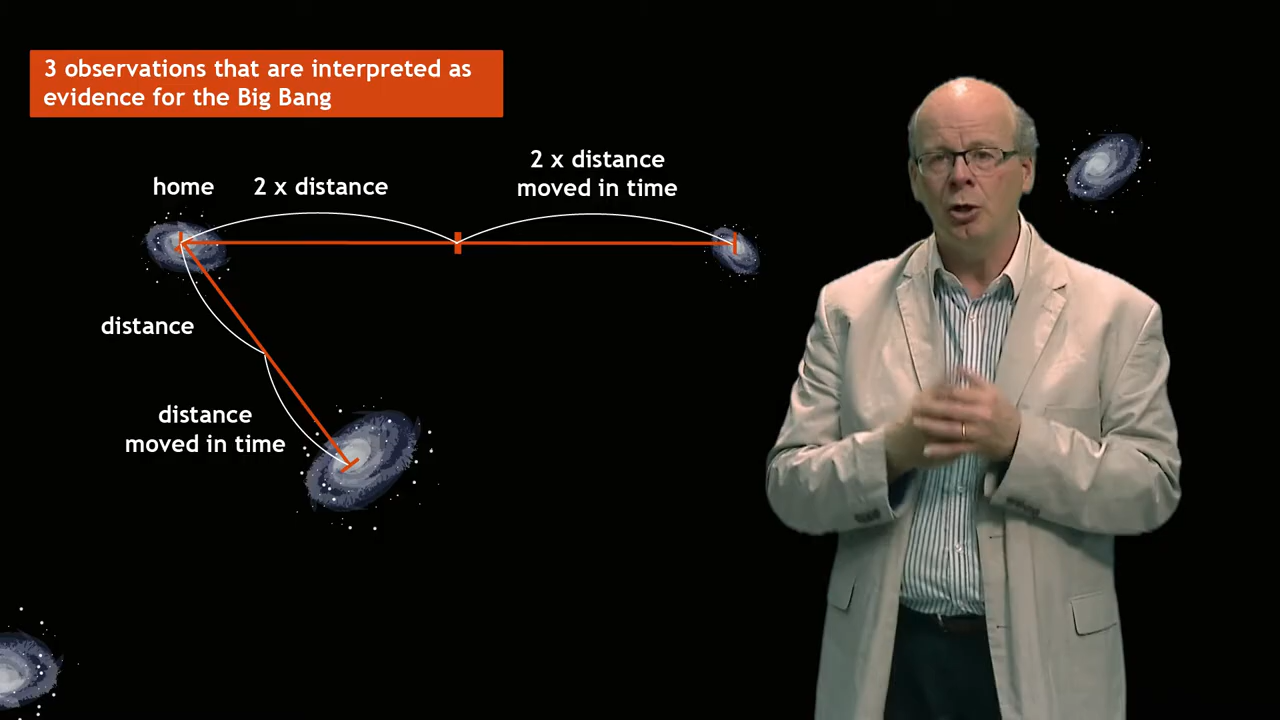 3 observations that are interpreted as
evidence for the Big Bang
2 x distance
moved in time
home
2 x distance
distance
distance
moved in time